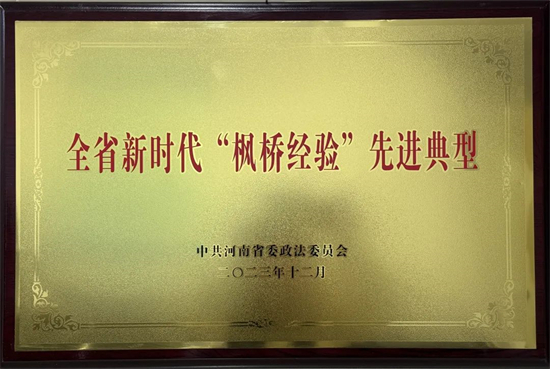 全省新时代“枫桥经验”先进典型
中共河南省委政法委员会
二〇二三年十二月